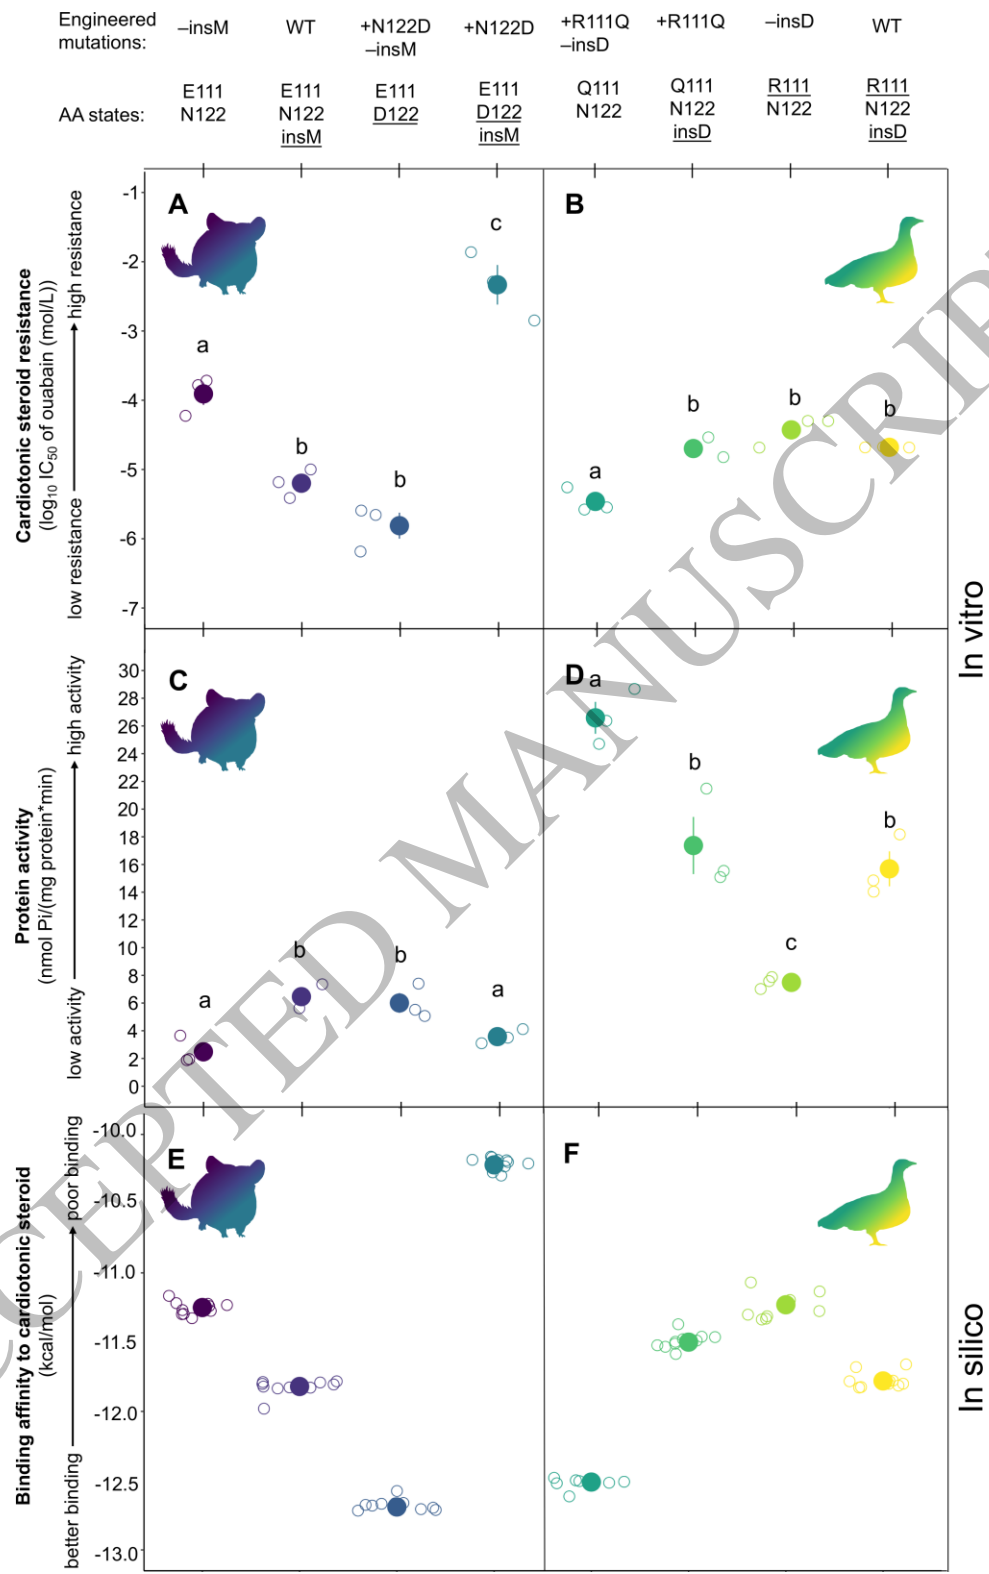 Engineered mutations: –insM WT +N122D –insM +N122D +R111Q –insD +R111Q –insD WT
AA states: E111 N122 E111 N122 insM E111 D122 E111 D122 insM Q111 N122 Q111 N122 insD R111 N122 R111 N122 insD
Cardiotonic steroid resistance
(log10 IC50 of ouabain (mol/L))
low resistance
high resistance
-1
-2
-3
-4
-5
-6
-7
A
a
b
b
c
B
a
b
b
b
In vitro
Protein activity
(nmol Pi/(mg protein*min)
low activity
high activity
30
28
26
24
22
20
18
16
14
12
10
8
6
4
2
0
C
a
b
b
a
D
a
b
c
b
Binding affinity to cardiotonic steroid
(kcal/mol)
better binding
poor binding
-10.0
-10.5
-11.0
-11.5
-12.0
-12.5
-13.0
E
F
In silico
CCEPTED MANUSCRIP